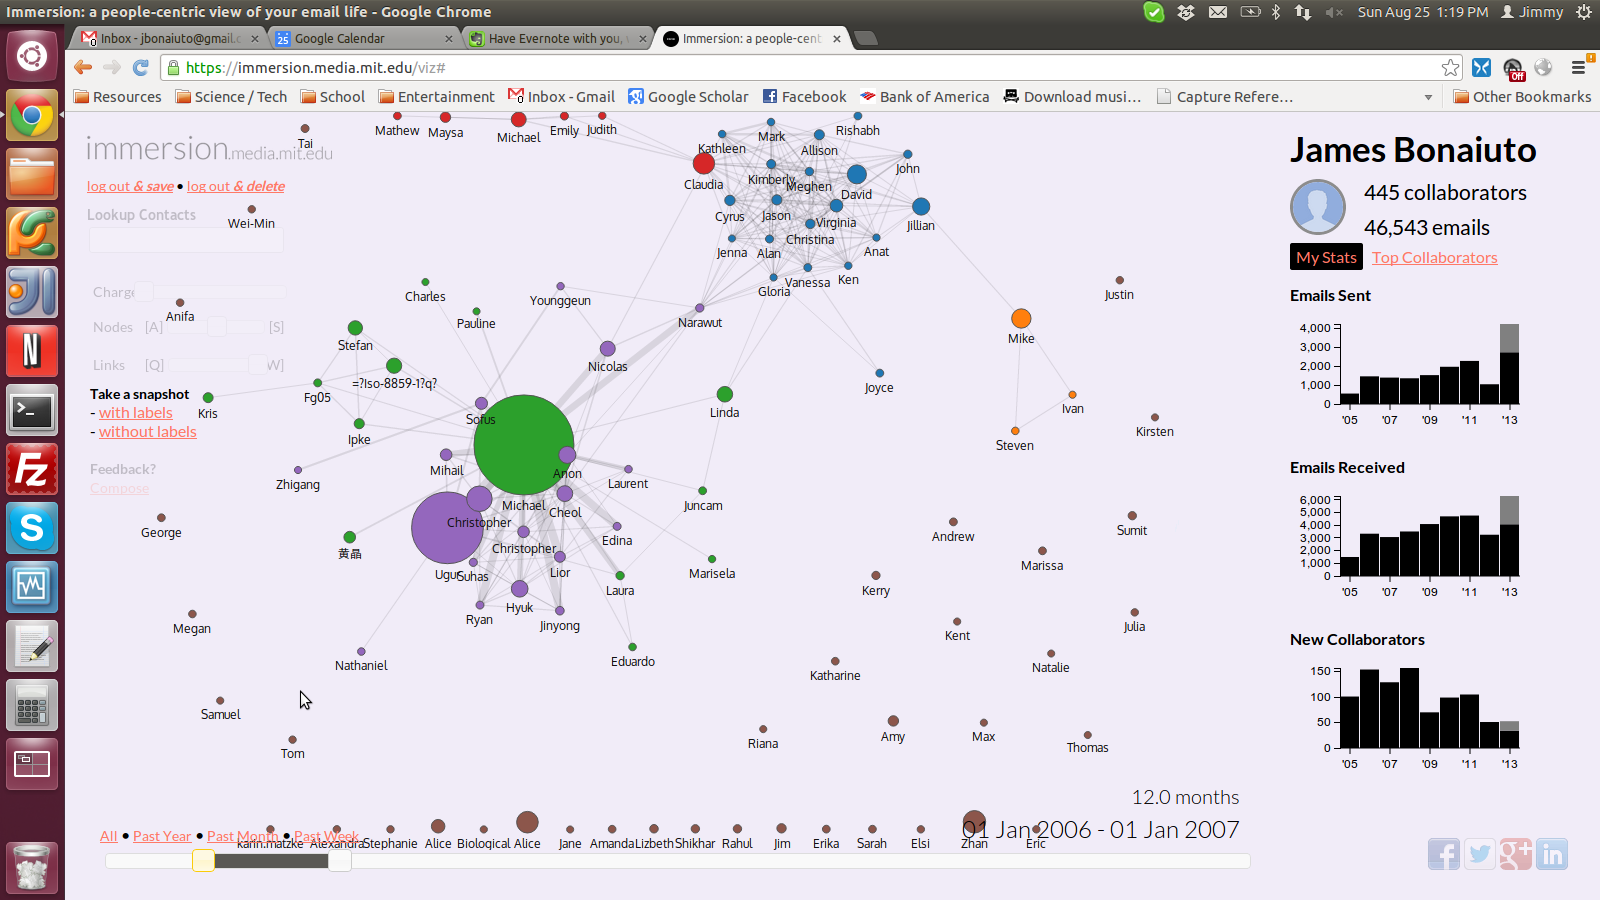 Immersion: a people-centric view of your email life - Google Chrome
Sun Aug 25 1:19 PM Jimmy
Inbox - jbonaiuto@gmail.c
Google Calendar
Have Evernote with you,
Immersion: a people-cent
https://immersion.media.mit.edu/viz#
Off
Resources Science / Tech School Entertainment Inbox - Gmail Google Scholar Facebook Bank of America Download musi... Capture Refere... Other Bookmarks
immersion.media.mit.edu
log out & save • log out & delete
Lookup Contacts
Charge
Nodes [A] [S]
Links [Q] W]
Take a snapshot
- with labels
- without labels
Feedback?
Compose
Tai
Wei-Min
Anifa
Mathew
Maysa
Michael
Emily
Judith
Claudia
Kathleen
Mark
Allison
Rishabh
John
Kimberly
Meghen
David
Cyrus
Jason
Virginia
Jillian
Christina
Jenna
Alan
Anat
Gloria
Vanessa
Ken
Charles
Pauline
Younggeun
Narawut
Stefan
Nicolas
=?Iso-8859-1?q?
Fg05
Kris
Ipke
Sofus
Linda
Joyce
Mike
Justin
Ivan
Steven
Kirsten
Mihail
Anon
Laurent
Zhigang
Michael
Cheol
Juncam
Christopher
Edina
Christopher
George
黄晶
Ugur
Suhas
Lior
Laura
Marisela
Hyuk
Ryan
Jinyong
Nathaniel
Eduardo
Megan
Samuel
Tom
Andrew
Sumit
Marissa
Kerry
Kent
Julia
Natalie
Katharine
Riana
Amy
Max
Thomas
12.0 months
01 Jan 2006 - 01 Jan 2007
All • Past Year • Past Month • Past Week
karin.matzke Alexandra Stephanie Alice Biological Alice Jane Amanda Lizbeth Shikhar Rahul Jim Erika Sarah Elsi Zhan Eric
James Bonaiuto
445 collaborators
46,543 emails
My Stats Top Collaborators
Emails Sent
4,000
3,000
2,000
1,000
0
'05 '07 '09 '11 '13
Emails Received
6,000
5,000
4,000
3,000
2,000
1,000
0
'05 '07 '09 '11 '13
New Collaborators
150
100
50
0
'05 '07 '09 '11 '13